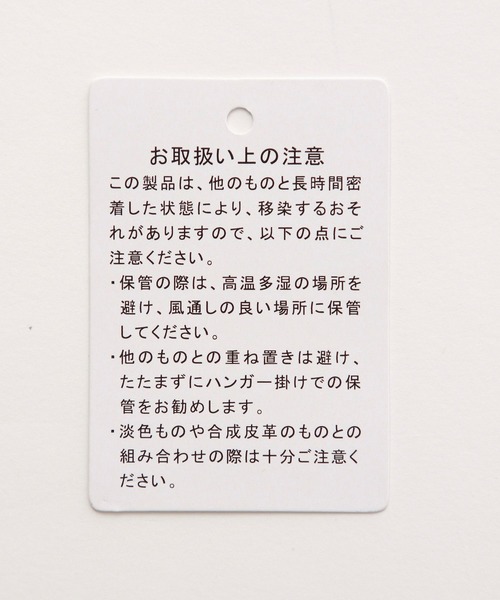 お取扱い上の注意
この製品は、他のものと長時間密
着した状態により、移染するおそ
れがありますので、以下の点にご
注意ください。
・保管の際は、高温多湿の場所を
避け、風通しの良い場所に保管
してください。
・他のものとの重ね置きは避け、
たたまずにハンガー掛けでの保
管をお勧めします。
・淡色ものや合成皮革のものとの
組み合わせの際は十分ご注意く
ださい。